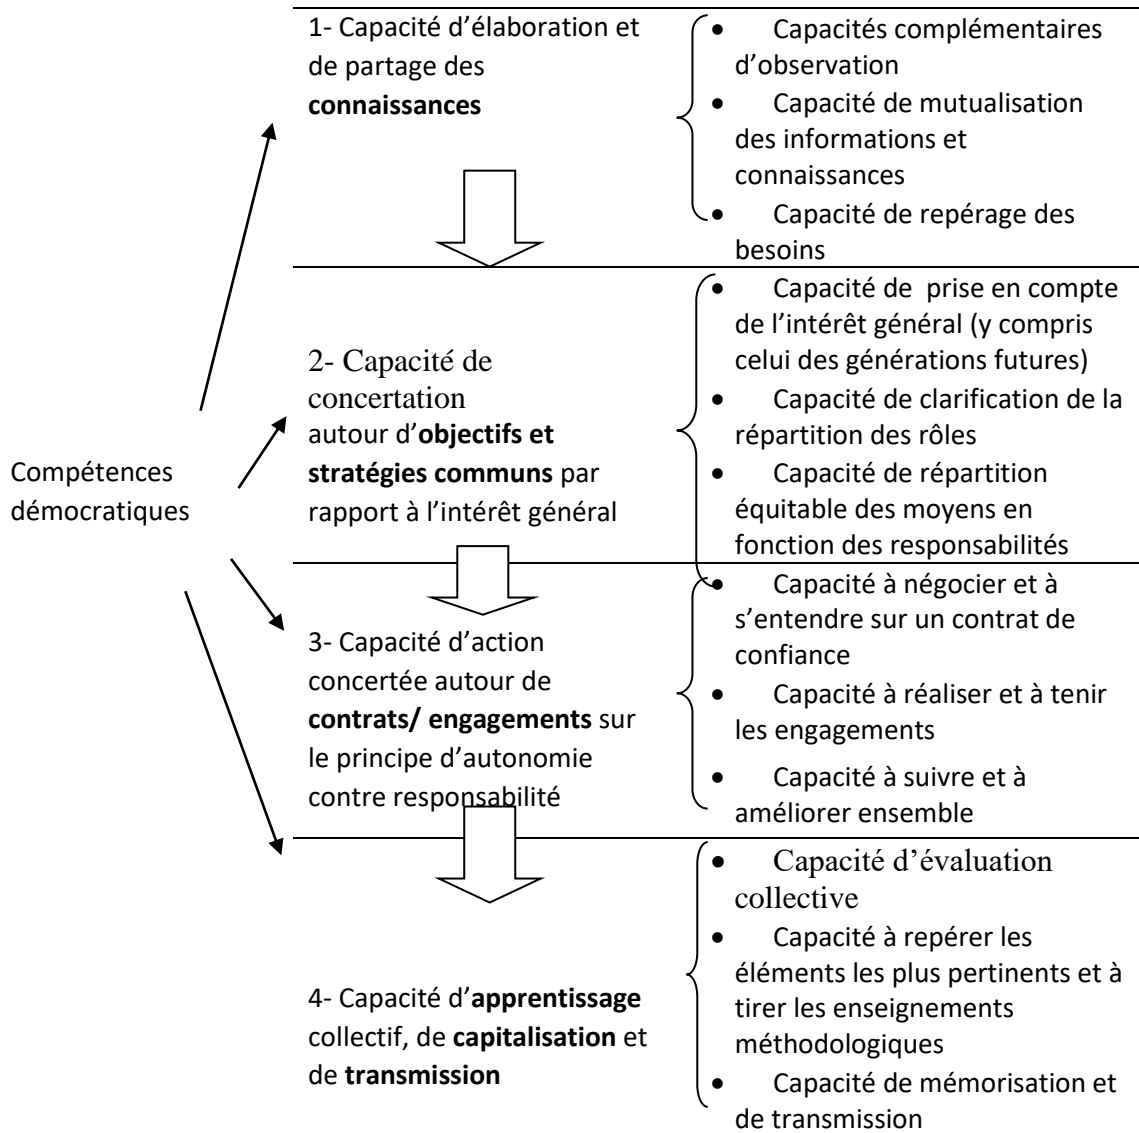 Compétences
démocratiques
1- Capacité d’élaboration et
de partage des
connaissances
• Capacités complémentaires
d’observation
• Capacité de mutualisation
des informations et
connaissances
• Capacité de repérage des
besoins
2- Capacité de
concertation
autour d’objectifs et
stratégies communs par
rapport à l’intérêt général
• Capacité de  prise en compte
de l’intérêt général (y compris
celui des générations futures)
• Capacité de clarification de la
répartition des rôles
• Capacité de répartition
équitable des moyens en
fonction des responsabilités
3- Capacité d’action
concertée autour de
contrats/ engagements sur
le principe d’autonomie
contre responsabilité
• Capacité à négocier et à
s’entendre sur un contrat de
confiance
• Capacité à réaliser et à tenir
les engagements
• Capacité à suivre et à
améliorer ensemble
4- Capacité d’apprentissage
collectif, de capitalisation et
de transmission
• Capacité d’évaluation
collective
• Capacité à repérer les
éléments les plus pertinents et à
tirer les enseignements
méthodologiques
• Capacité de mémorisation et
de transmission